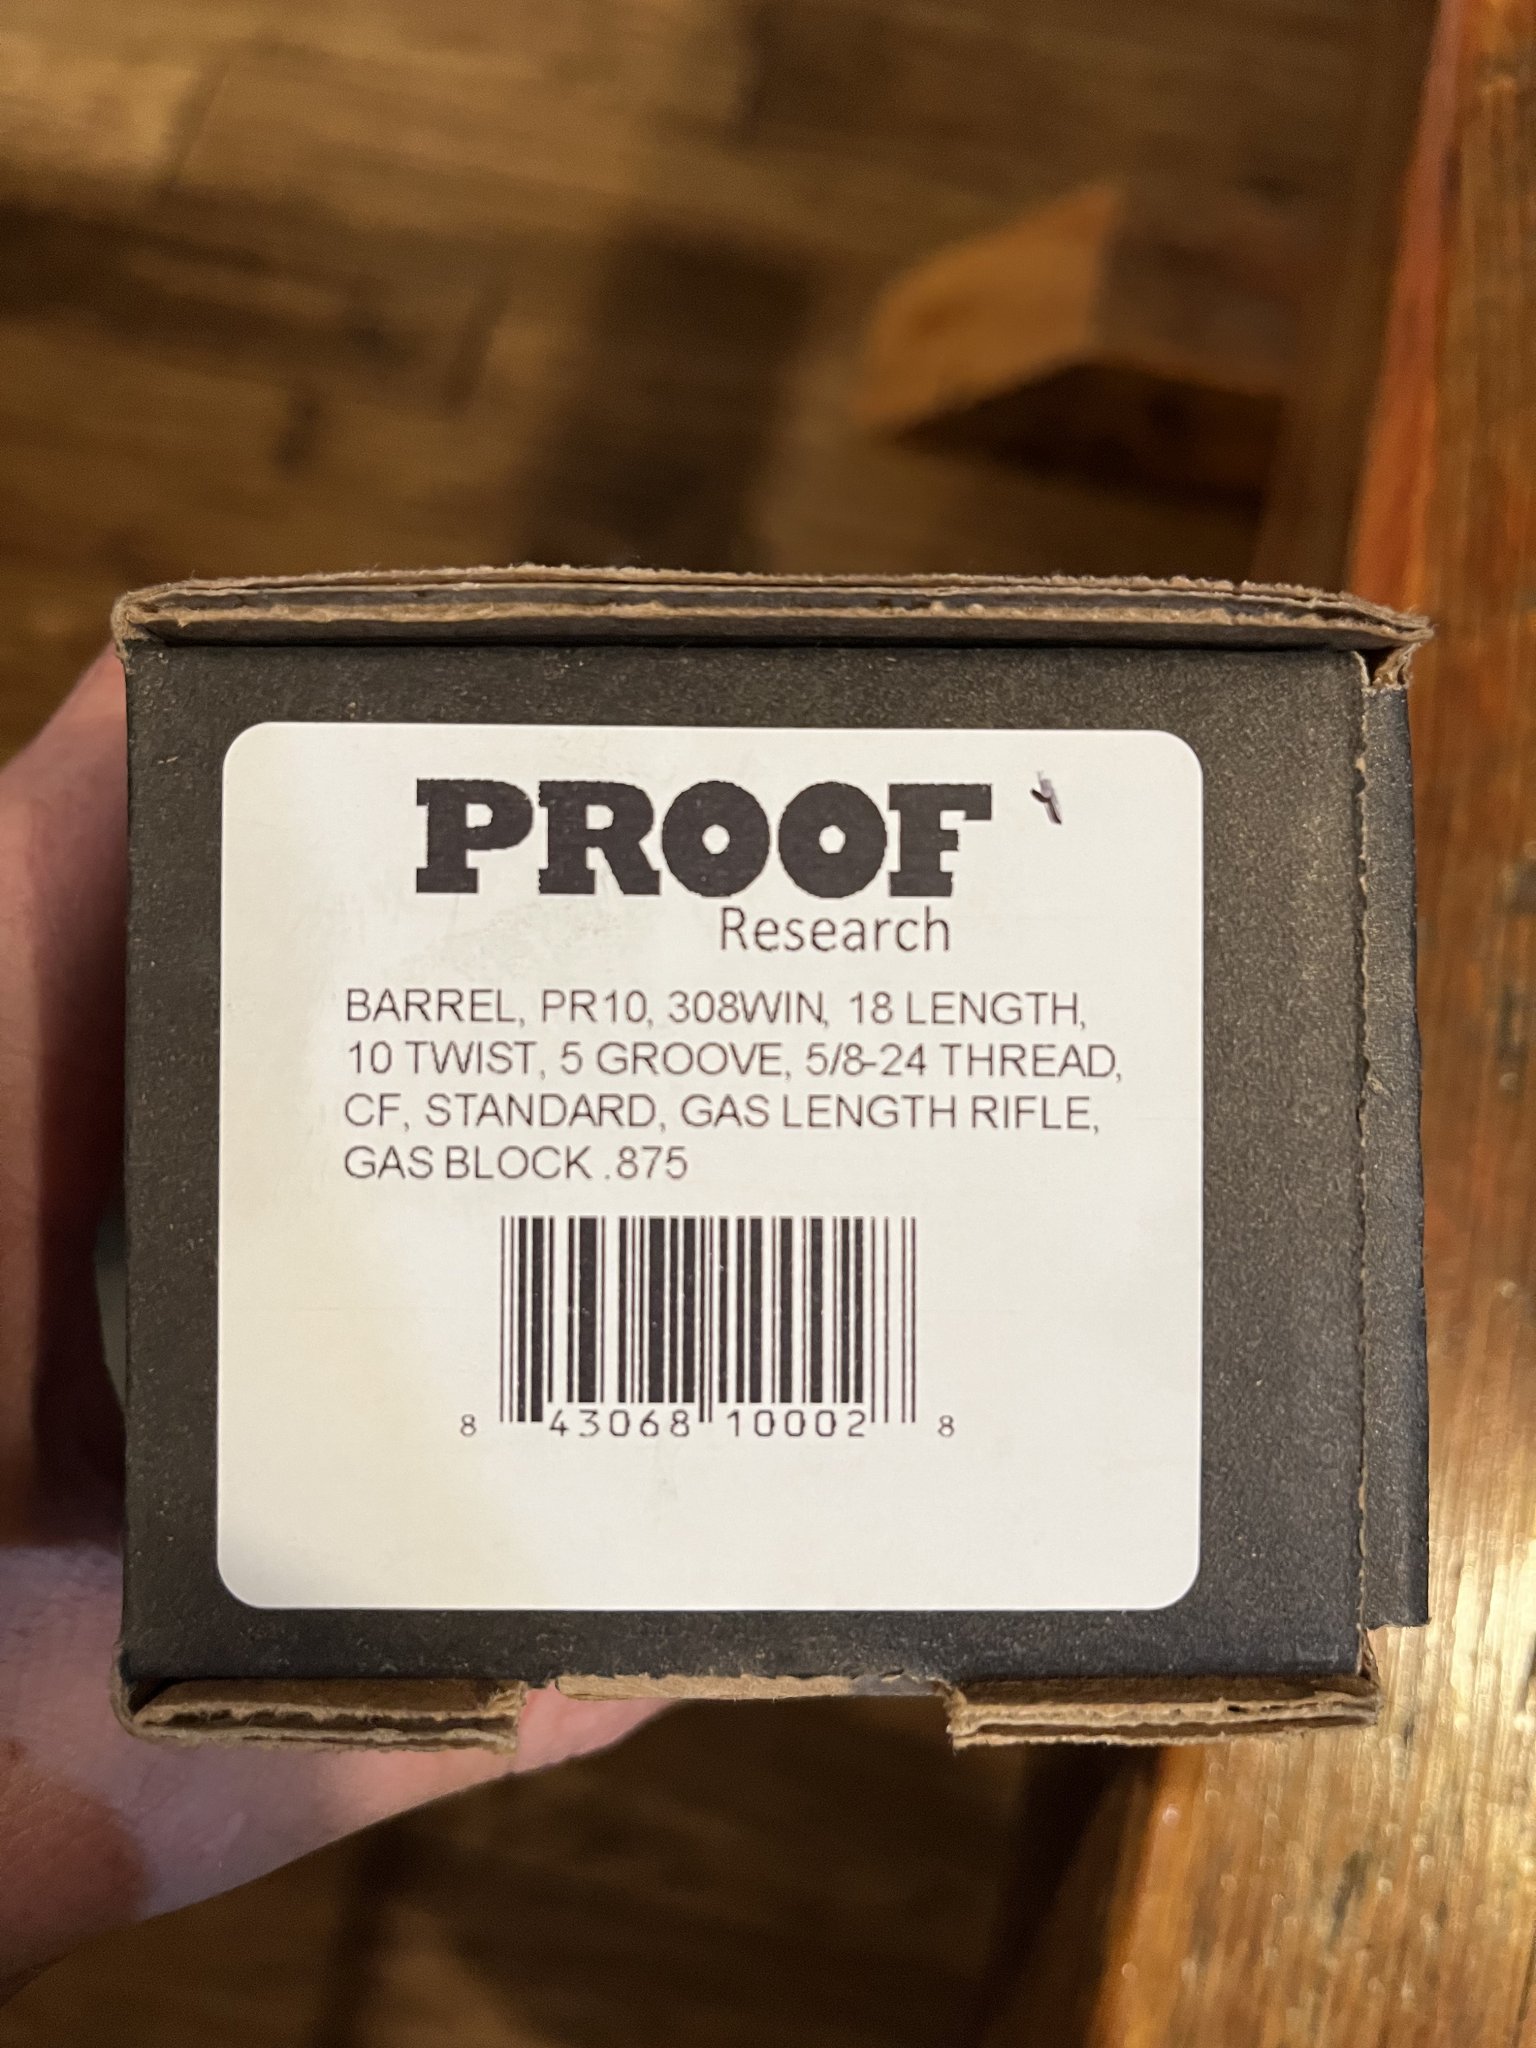 PROOF
Research
BARREL, PR10, 308WIN, 18 LENGTH,
10 TWIST, 5 GROOVE, 5/8-24 THREAD,
CF, STANDARD, GAS LENGTH RIFLE,
GAS BLOCK .875
8 43068 10002 8